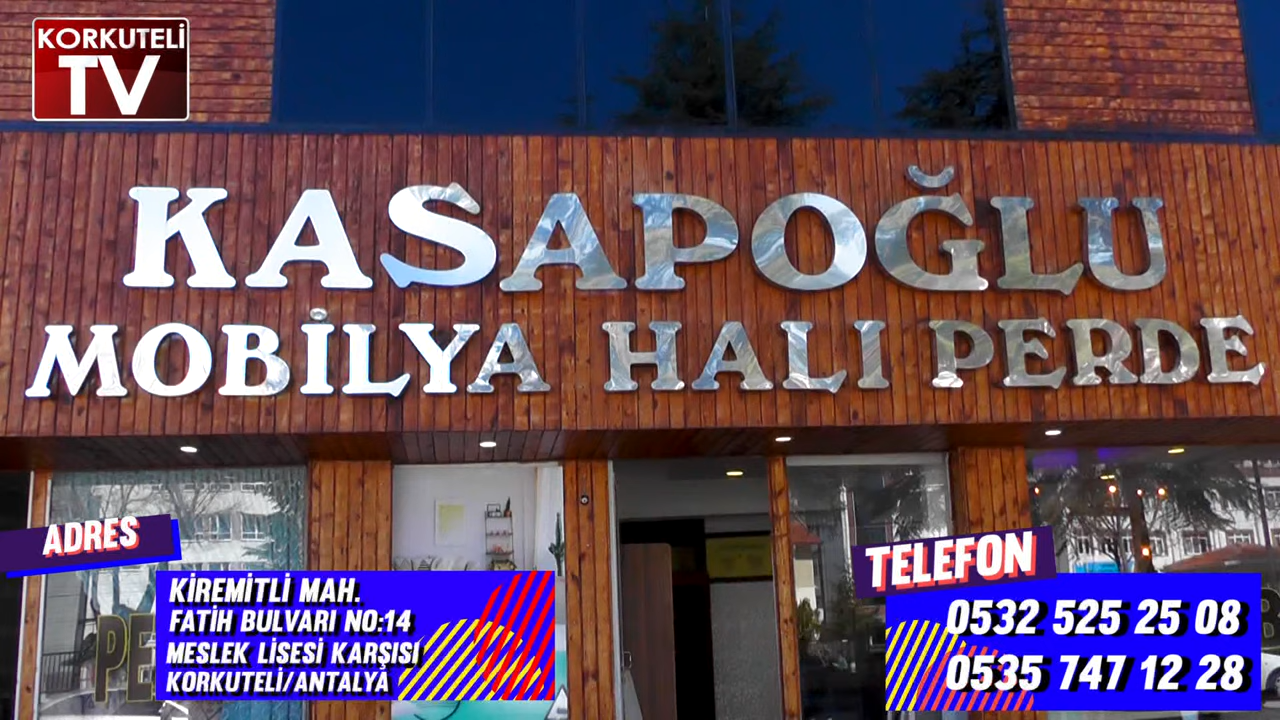 KORKUTELİ
TV
KASAPOĞLU
MOBİLYA HALI PERDE
ADRES
KİREMİTLİ MAH.
FATİH BULVARI NO:14
MESLEK LİSESİ KARŞISI
KORKUTELİ/ANTALYA
TELEFON
0532 525 25 08
0535 747 12 28